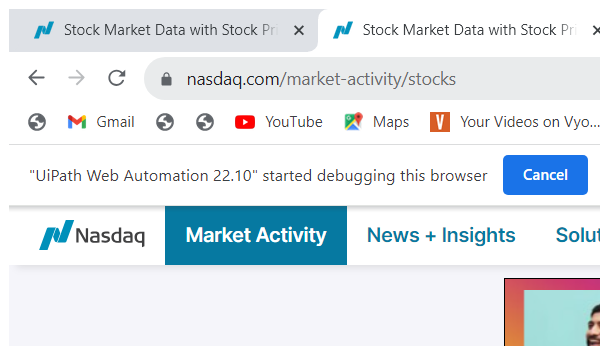 Stock Market Data with Stock Pri
Stock Market Data with Stock Pri
nasdaq.com/market-activity/stocks
Gmail
YouTube
Maps
V
Your Videos on Vyo...
"UiPath Web Automation 22.10" started debugging this browser
Cancel
Nasdaq
Market Activity
News + Insights
Solut